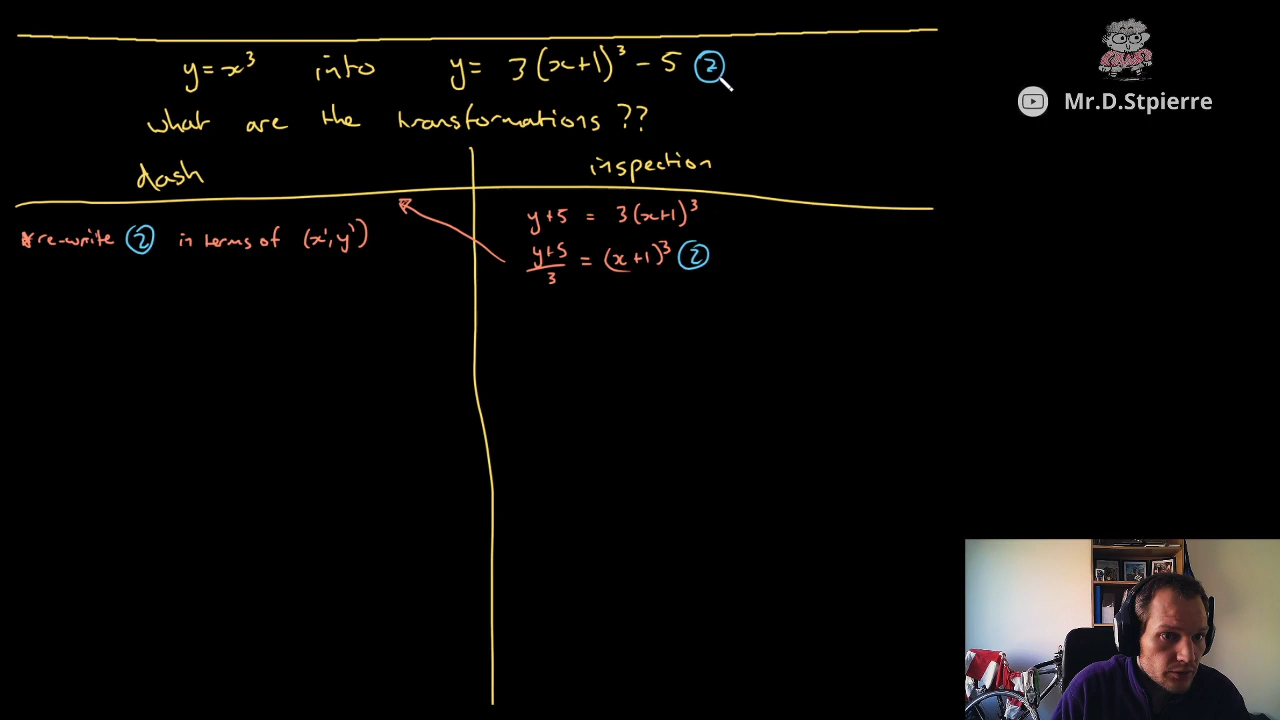 y=x³ into y= 3(x+1)³ - 5 ②
what are the transformations ??
dash
inspection
*re-write ② in terms of (x', y')
y+5 = 3(x+1)³
y+5/3 = (x+1)³ ②
Mr.D.Stpierre